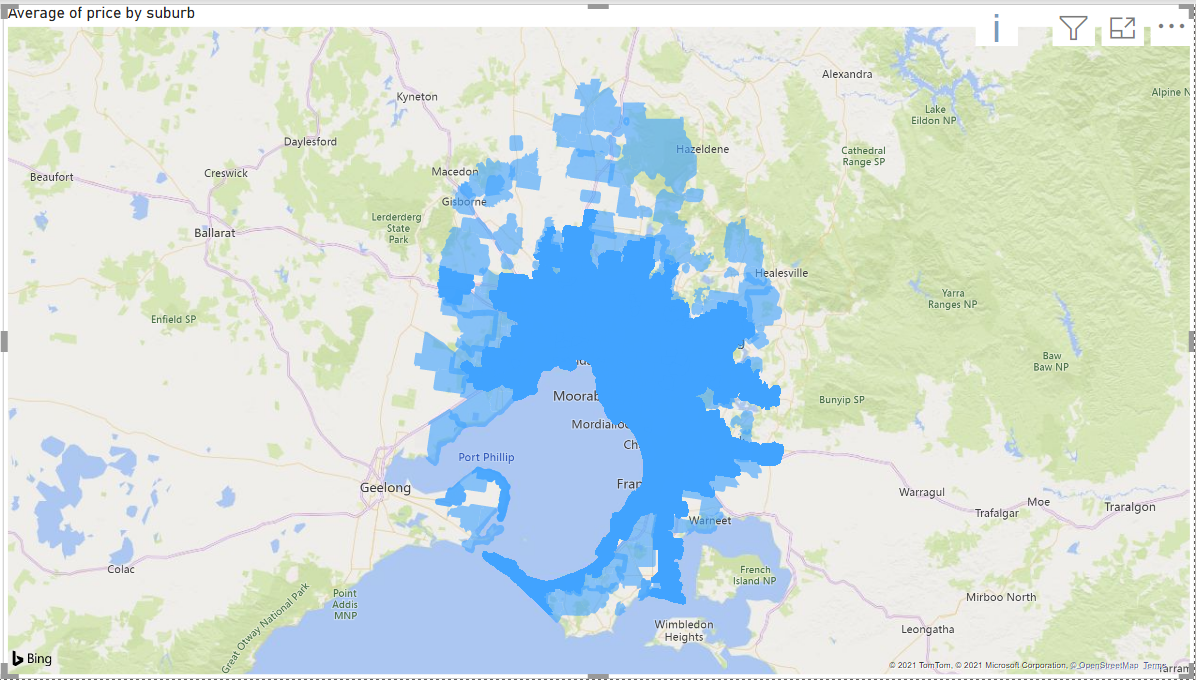 Average of price by suburb
Alexandra
Alpine N
Kyneton
Lake
Eildon NP
Daylesford
Hazeldene
Cathedral
Range SP
Macedon
Creswick
Beaufort
Gisborne
Lerderderg
State
Park
Ballarat
Healesville
Yarra
Ranges NP
Enfield SP
Baw
Baw NP
Moorab
Bunyip SP
Mordialloc
Ch
Port Phillip
Fran
Geelong
Warragul
Moe
Trafalgar
Traralgon
Warneet
Colac
French
Island NP
Point
Addis
MNP
Mirboo North
Great Otway National Park
Wimbledon
Heights
Leongatha
Bing
© 2021 TomTom, © 2021 Microsoft Corporation, © OpenStreetMap Terms
Yarram